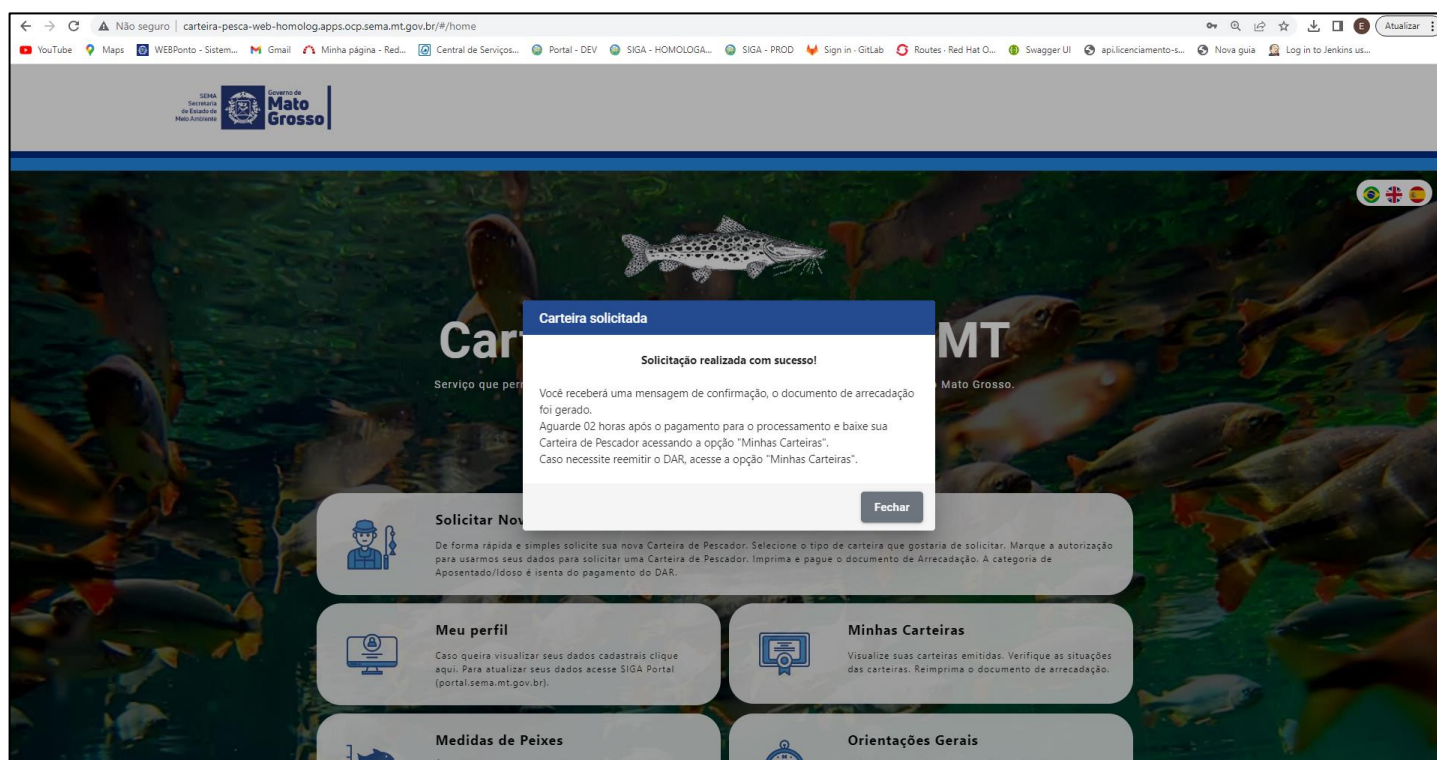 Não seguro | carteira-pesca-web-homolog.apps.ocp.sema.mt.gov.br/#/home
E
Atualizar
YouTube Maps WEBPonto - Sistem... Gmail Minha página - Red... Central de Serviços... Portal - DEV SIGA - HOMOLOGA... SIGA - PROD Sign in · GitLab Routes · Red Hat O... Swagger UI api.licenciamento-s... Nova guia Log in to Jenkins us...
SEMA
Secretaria
de Estado de
Meio Ambiente
Governo de
Mato
Grosso
Car MT
Serviço que per Mato Grosso.
Carteira solicitada
Solicitação realizada com sucesso!
Você receberá uma mensagem de confirmação, o documento de arrecadação
foi gerado.
Aguarde 02 horas após o pagamento para o processamento e baixe sua
Carteira de Pescador acessando a opção "Minhas Carteiras".
Caso necessite reemitir o DAR, acesse a opção "Minhas Carteiras".
Fechar
Solicitar Nov
De forma rápida e simples solicite sua nova Carteira de Pescador. Selecione o tipo de carteira que gostaria de solicitar. Marque a autorização
para usarmos seus dados para solicitar uma Carteira de Pescador. Imprima e pague o documento de Arrecadação. A categoria de
Aposentado/Idoso é isenta do pagamento do DAR.
Meu perfil
Caso queira visualizar seus dados cadastrais clique
aqui. Para atualizar seus dados acesse SIGA Portal
(portal.sema.mt.gov.br).
Minhas Carteiras
Visualize suas carteiras emitidas. Verifique as situações
das carteiras. Reimprima o documento de arrecadação.
Medidas de Peixes
Orientações Gerais